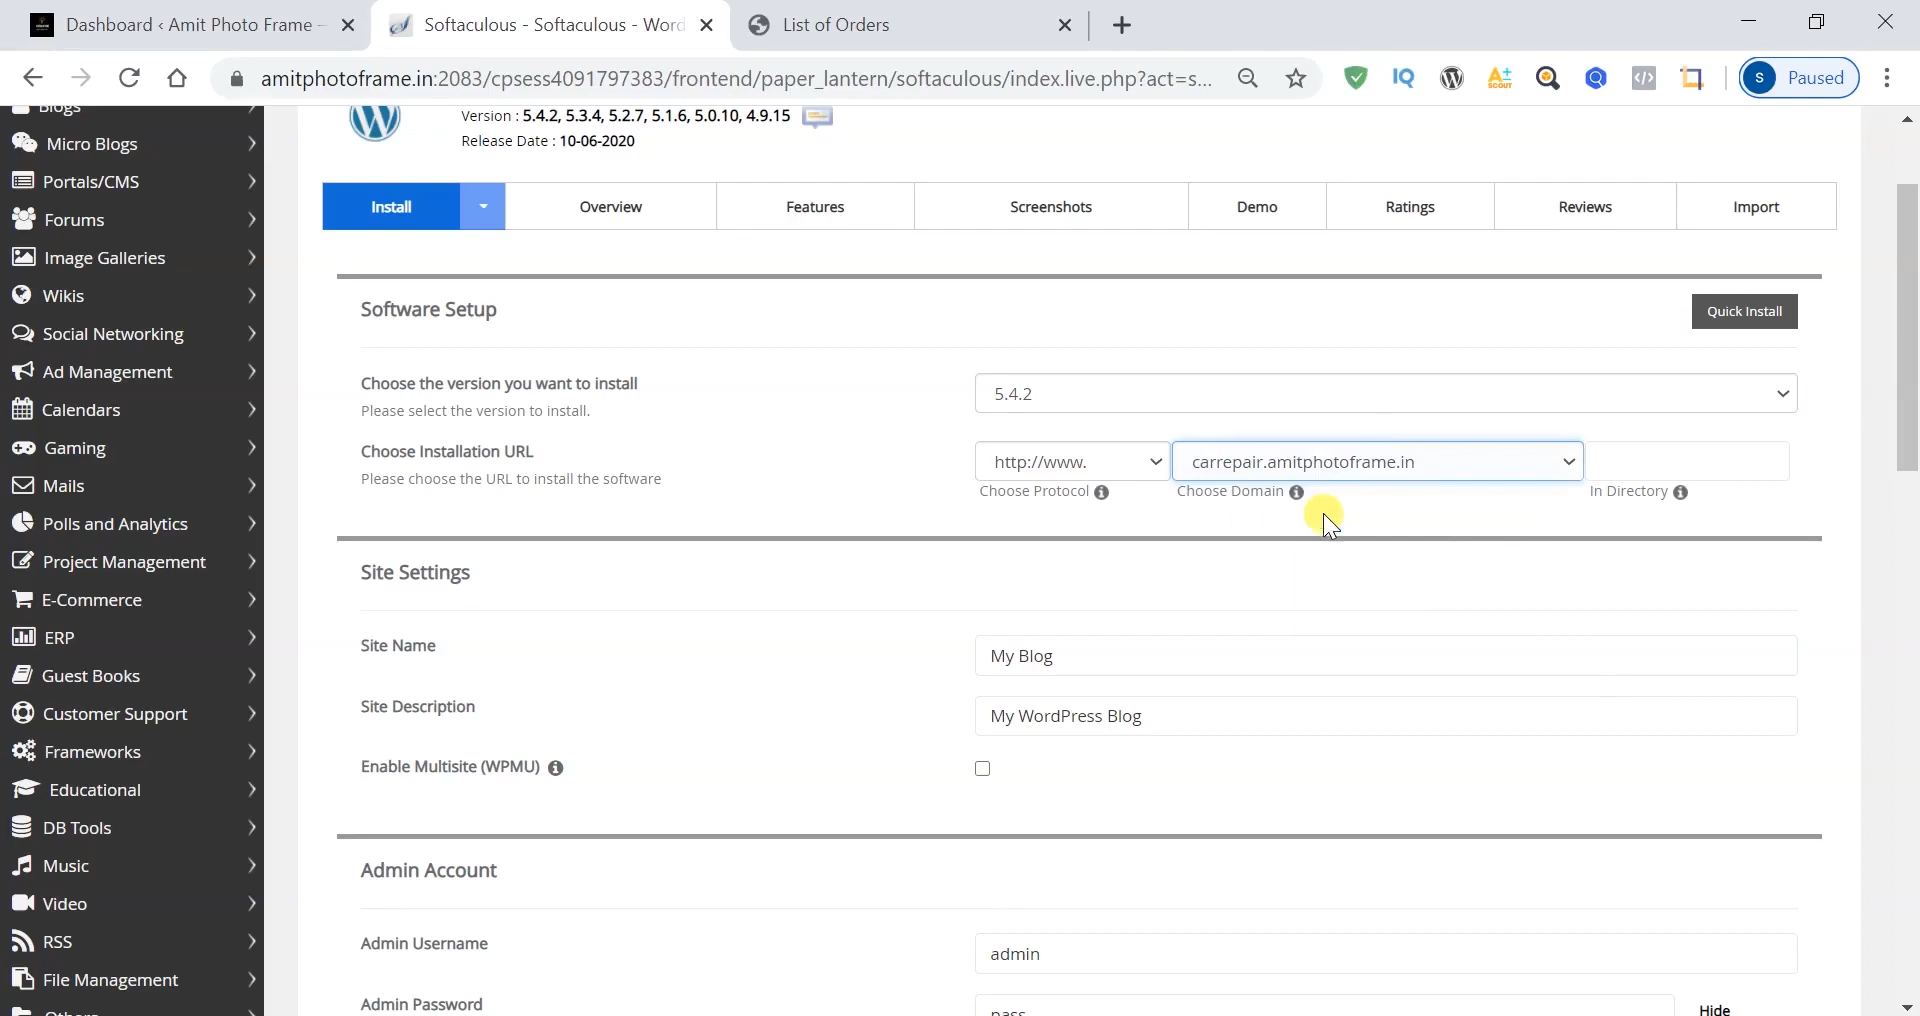 Dashboard ‹ Amit Photo Frame –
Softaculous - Softaculous - Word
List of Orders
amitphotoframe.in:2083/cpsess4091797383/frontend/paper_lantern/softaculous/index.live.php?act=s...
IQ
A±
SCOUT
S
Paused
Blogs
Micro Blogs
Portals/CMS
Forums
Image Galleries
Wikis
Social Networking
Ad Management
Calendars
Gaming
Mails
Polls and Analytics
Project Management
E-Commerce
ERP
Guest Books
Customer Support
Frameworks
Educational
DB Tools
Music
Video
RSS
File Management
Others
Version : 5.4.2, 5.3.4, 5.2.7, 5.1.6, 5.0.10, 4.9.15
Release Date : 10-06-2020
Install
Overview
Features
Screenshots
Demo
Ratings
Reviews
Import
Software Setup
Quick Install
Choose the version you want to install
Please select the version to install.
5.4.2
Choose Installation URL
Please choose the URL to install the software
http://www.
carrepair.amitphotoframe.in
Choose Protocol
Choose Domain
In Directory
Site Settings
Site Name
My Blog
Site Description
My WordPress Blog
Enable Multisite (WPMU)
Admin Account
Admin Username
admin
Admin Password
pass
Hide